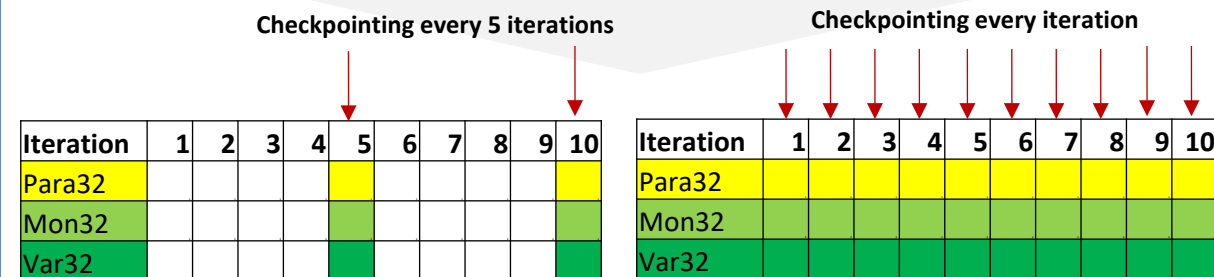 Checkpointing every 5 iterations
Iteration 1 2 3 4 5 6 7 8 9 10
Para32
Mon32
Var32
Checkpointing every iteration
Iteration 1 2 3 4 5 6 7 8 9 10
Para32
Mon32
Var32